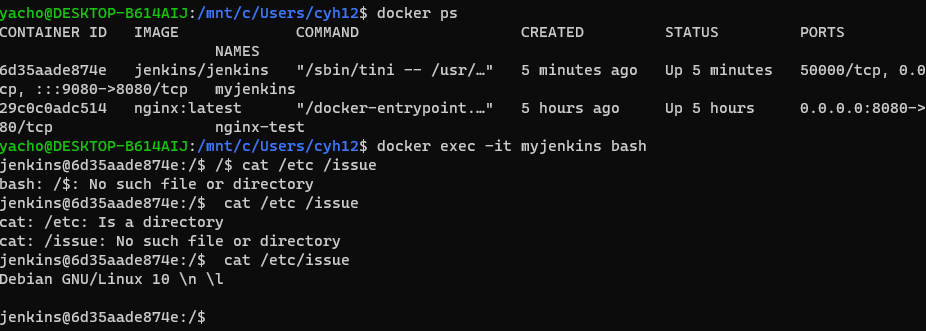 yacho@DESKTOP-B614AIJ:/mnt/c/Users/cyh12$ docker ps
CONTAINER ID   IMAGE             COMMAND                  CREATED         STATUS         PORTS
                       NAMES
6d35aade874e   jenkins/jenkins   "/sbin/tini -- /usr/…"   5 minutes ago   Up 5 minutes   50000/tcp, 0.0
cp, :::9080->8080/tcp   myjenkins
29c0c0adc514   nginx:latest      "/docker-entrypoint.…"   5 hours ago     Up 5 hours     0.0.0.0:8080->
80/tcp                 nginx-test
yacho@DESKTOP-B614AIJ:/mnt/c/Users/cyh12$ docker exec -it myjenkins bash
jenkins@6d35aade874e:/$ /$ cat /etc /issue
bash: /$: No such file or directory
jenkins@6d35aade874e:/$  cat /etc /issue
cat: /etc: Is a directory
cat: /issue: No such file or directory
jenkins@6d35aade874e:/$  cat /etc/issue
Debian GNU/Linux 10 \n \l
jenkins@6d35aade874e:/$